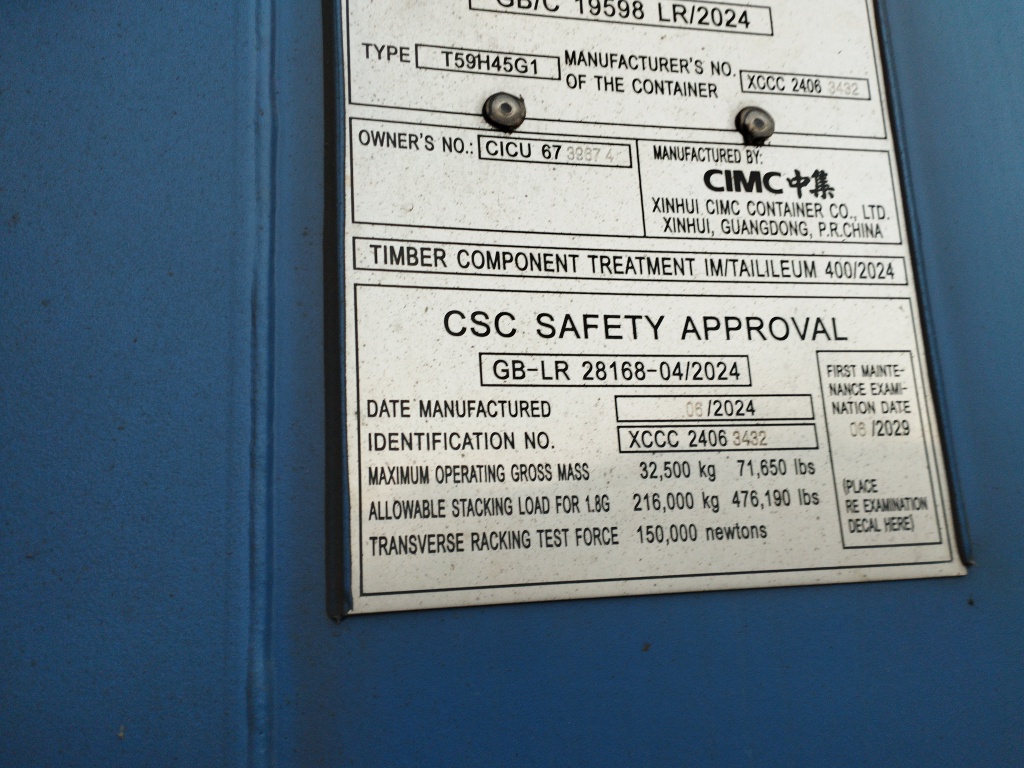 GB/C 19598 LR/2024
TYPE T59H45G1 MANUFACTURER'S NO. OF THE CONTAINER XCCC 2406 3432
OWNER'S NO.: CICU 67
MANUFACTURED BY:
CIMC 中集
XINHUI CIMC CONTAINER CO., LTD.
XINHUI, GUANGDONG, P.R.CHINA
TIMBER COMPONENT TREATMENT IM/TAILILEUM 400/2024
CSC SAFETY APPROVAL
GB-LR 28168-04/2024
DATE MANUFACTURED 06/2024
IDENTIFICATION NO. XCCC 2406 3432
MAXIMUM OPERATING GROSS MASS 32,500 kg 71,650 lbs
ALLOWABLE STACKING LOAD FOR 1.8G 216,000 kg 476,190 lbs
TRANSVERSE RACKING TEST FORCE 150,000 newtons
FIRST MAINTE-
NANCE EXAMI-
NATION DATE
06/2029
(PLACE
RE EXAMINATION
DECAL HERE)